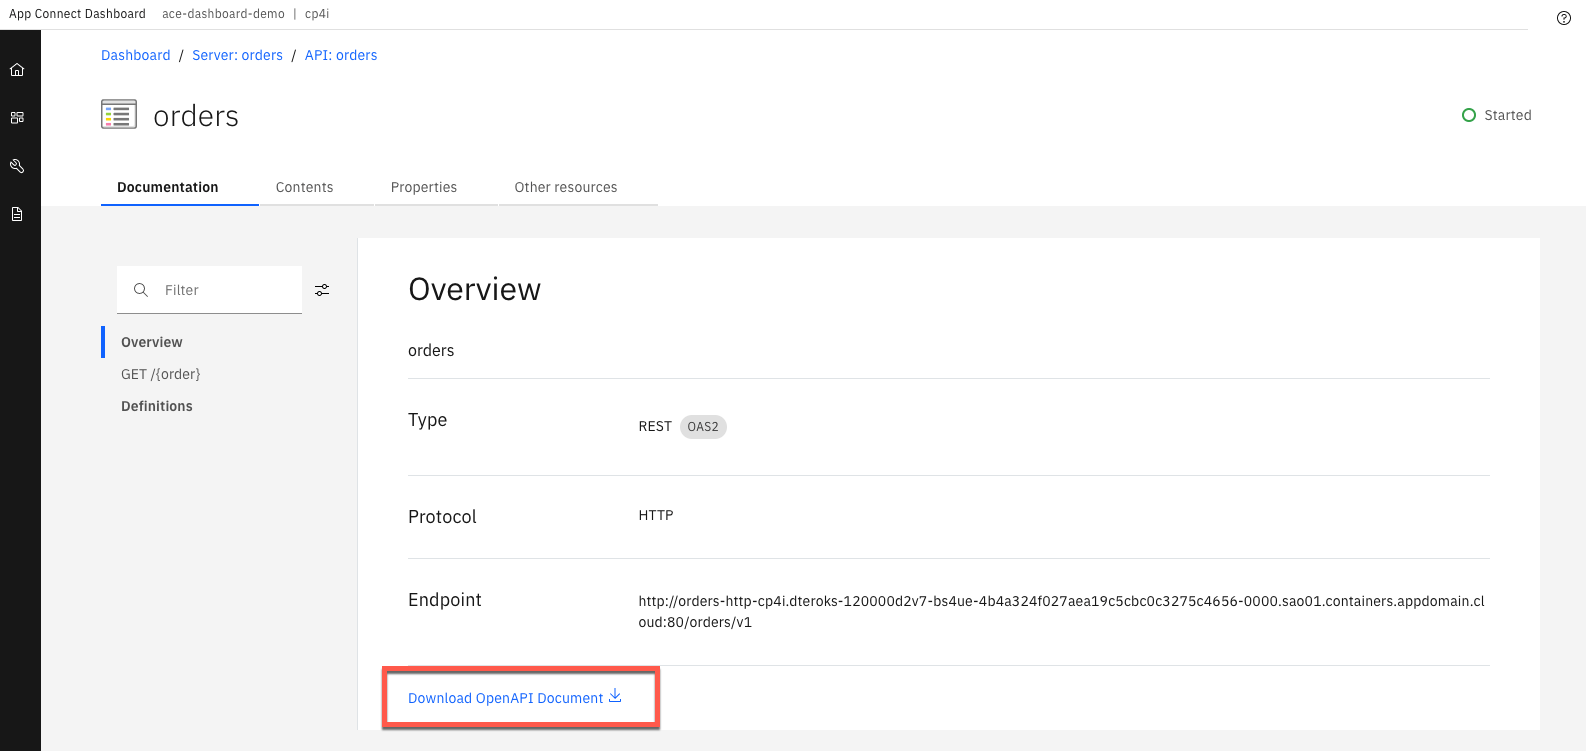 App Connect Dashboard ace-dashboard-demo | cp4i
Dashboard / Server: orders / API: orders
orders
Started
Documentation Contents Properties Other resources
Filter
Overview
GET /{order}
Definitions
Overview
orders
Type REST OAS2
Protocol HTTP
Endpoint http://orders-http-cp4i.dteroks-120000d2v7-bs4ue-4b4a324f027aea19c5cbc0c3275c4656-0000.sao01.containers.appdomain.cl
oud:80/orders/v1
Download OpenAPI Document